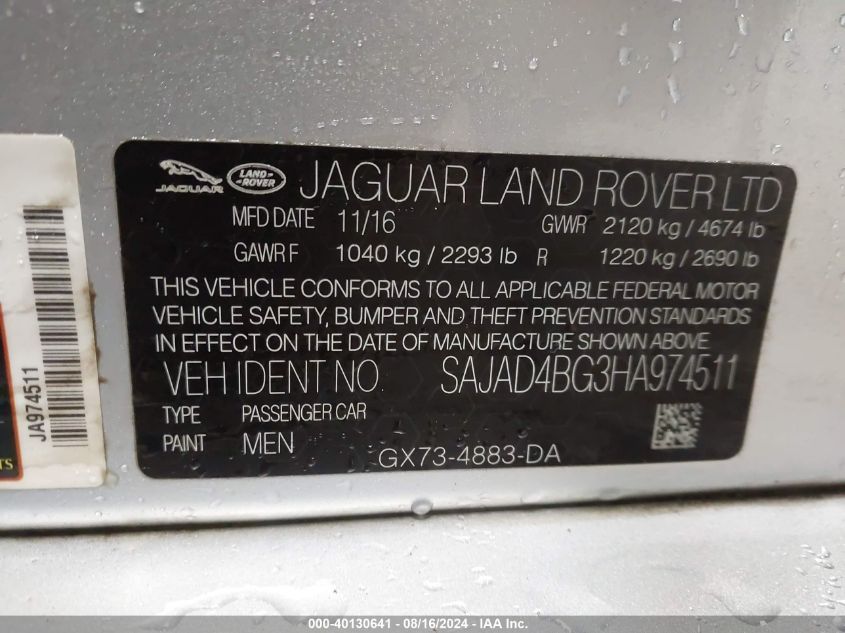 JAGUAR LAND ROVER JAGUAR LAND ROVER LTD
MFD DATE 11/16 GWR 2120 kg / 4674 lb
GAWR F 1040 kg / 2293 lb R 1220 kg / 2690 lb
THIS VEHICLE CONFORMS TO ALL APPLICABLE FEDERAL MOTOR
VEHICLE SAFETY, BUMPER AND THEFT PREVENTION STANDARDS
IN EFFECT ON THE DATE OF MANUFACTURE SHOWN ABOVE
VEH IDENT NO. SAJAD4BG3HA974511
TYPE PASSENGER CAR
PAINT MEN
GX73-4883-DA
JA974511
TS
000-40130641 - 08/16/2024 - IAA Inc.